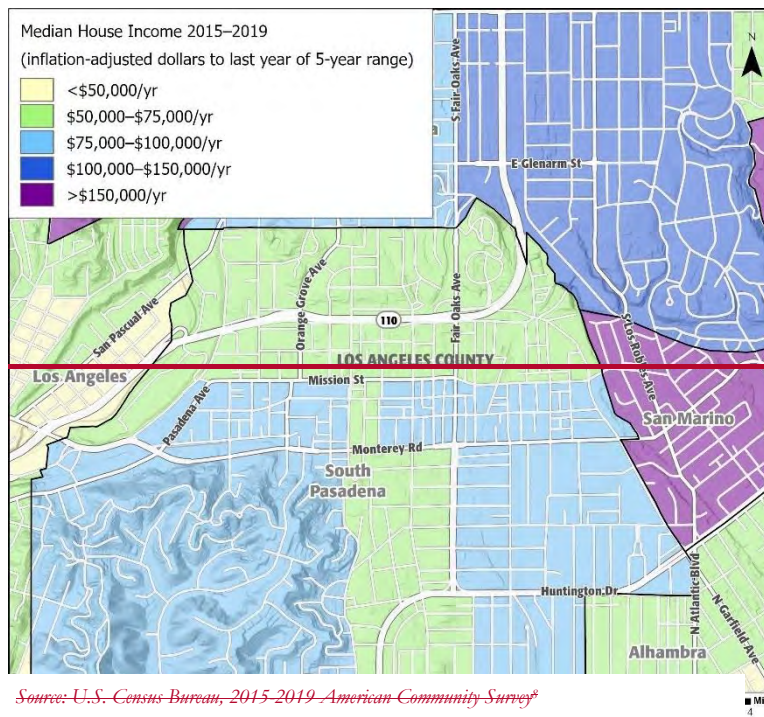 Median House Income 2015–2019
(inflation-adjusted dollars to last year of 5-year range)
<$50,000/yr
$50,000–$75,000/yr
$75,000–$100,000/yr
$100,000–$150,000/yr
>$150,000/yr
S Fair Oaks Ave
N
E Glenarm St
San Pascual Ave
Orange Grove Ave
110
Fair Oaks Ave
S Los Robles Ave
LOS ANGELES COUNTY
Los Angeles
Mission St
Pasadena Ave
San Marino
Monterey Rd
South
Pasadena
Huntington Dr
N Atlantic Blvd
N Garfield Ave
Alhambra
Source: U.S. Census Bureau, 2015-2019 American Community Survey8
Mi
4